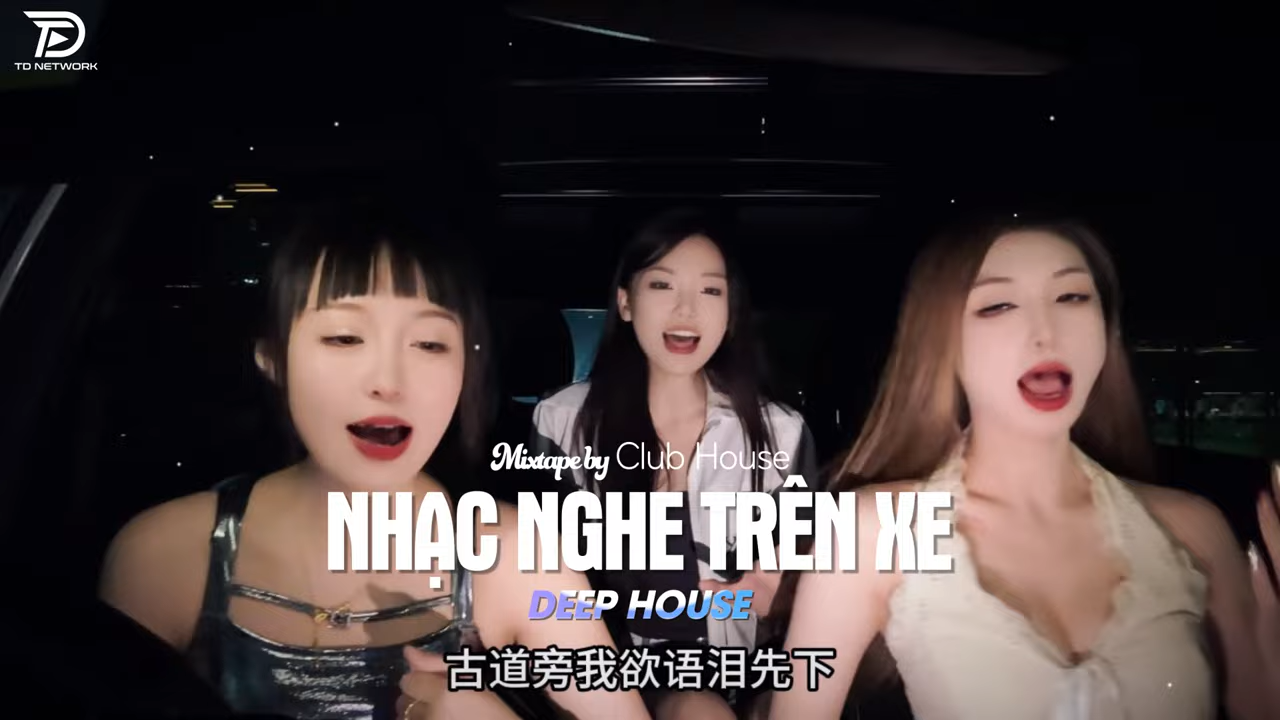 TD NETWORK
Mixtape by Club House
NHẠC NGHE TRÊN XE
DEEP HOUSE
古道旁我欲语泪先下